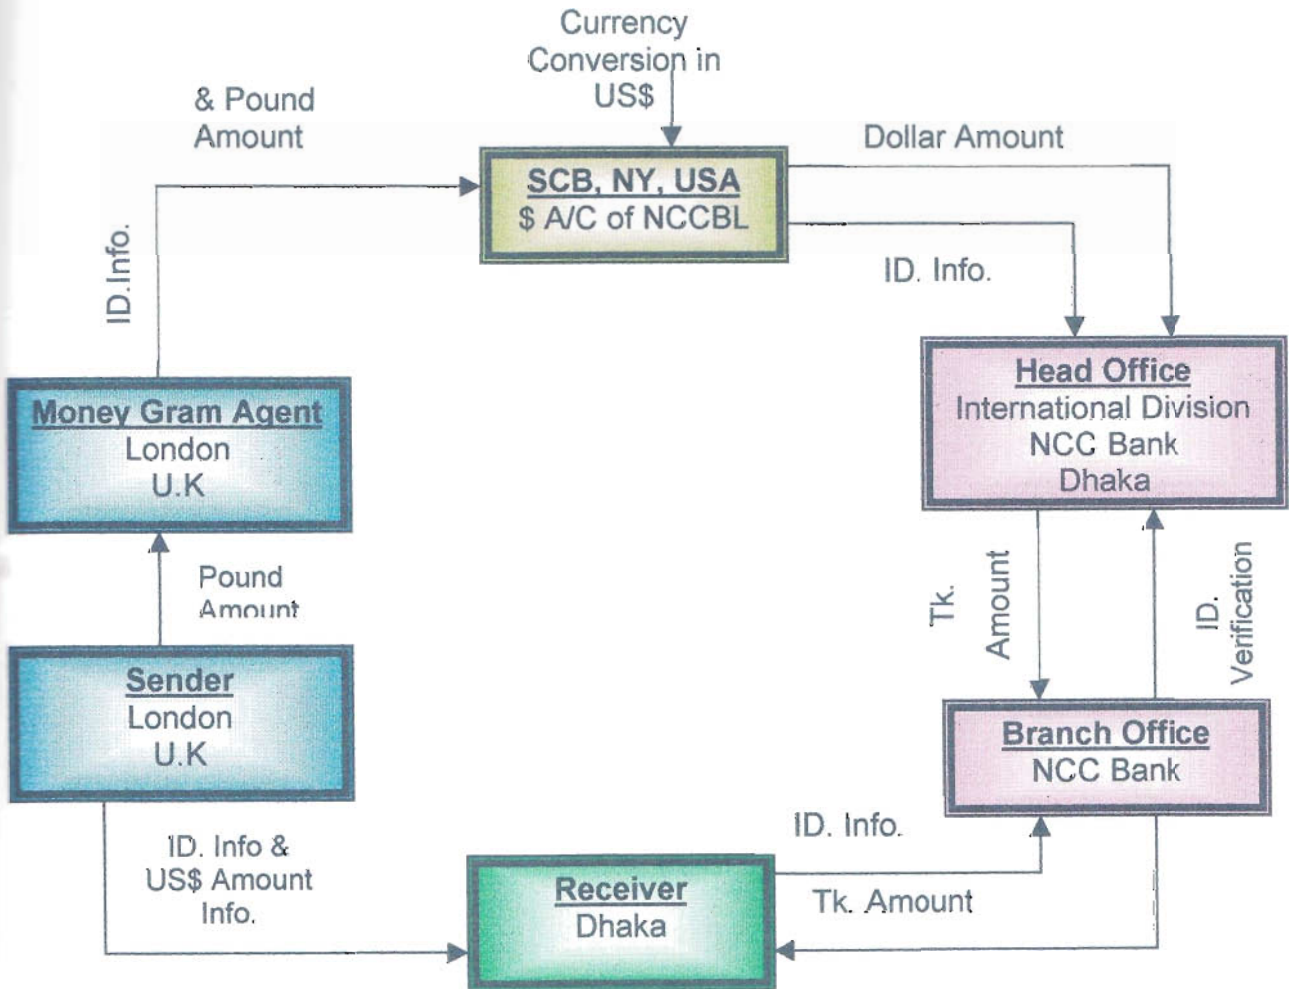 Currency
Conversion in
US$
& Pound
Amount
Dollar Amount
SCB, NY, USA
$ A/C of NCCBL
ID.Info.
ID. Info.
Head Office
International Division
NCC Bank
Dhaka
Money Gram Agent
London
U.K
Pound
Amount
Tk.
Amount
ID.
Verification
Sender
London
U.K
Branch Office
NCC Bank
ID. Info &
US$ Amount
Info.
ID. Info.
Receiver
Dhaka
Tk. Amount